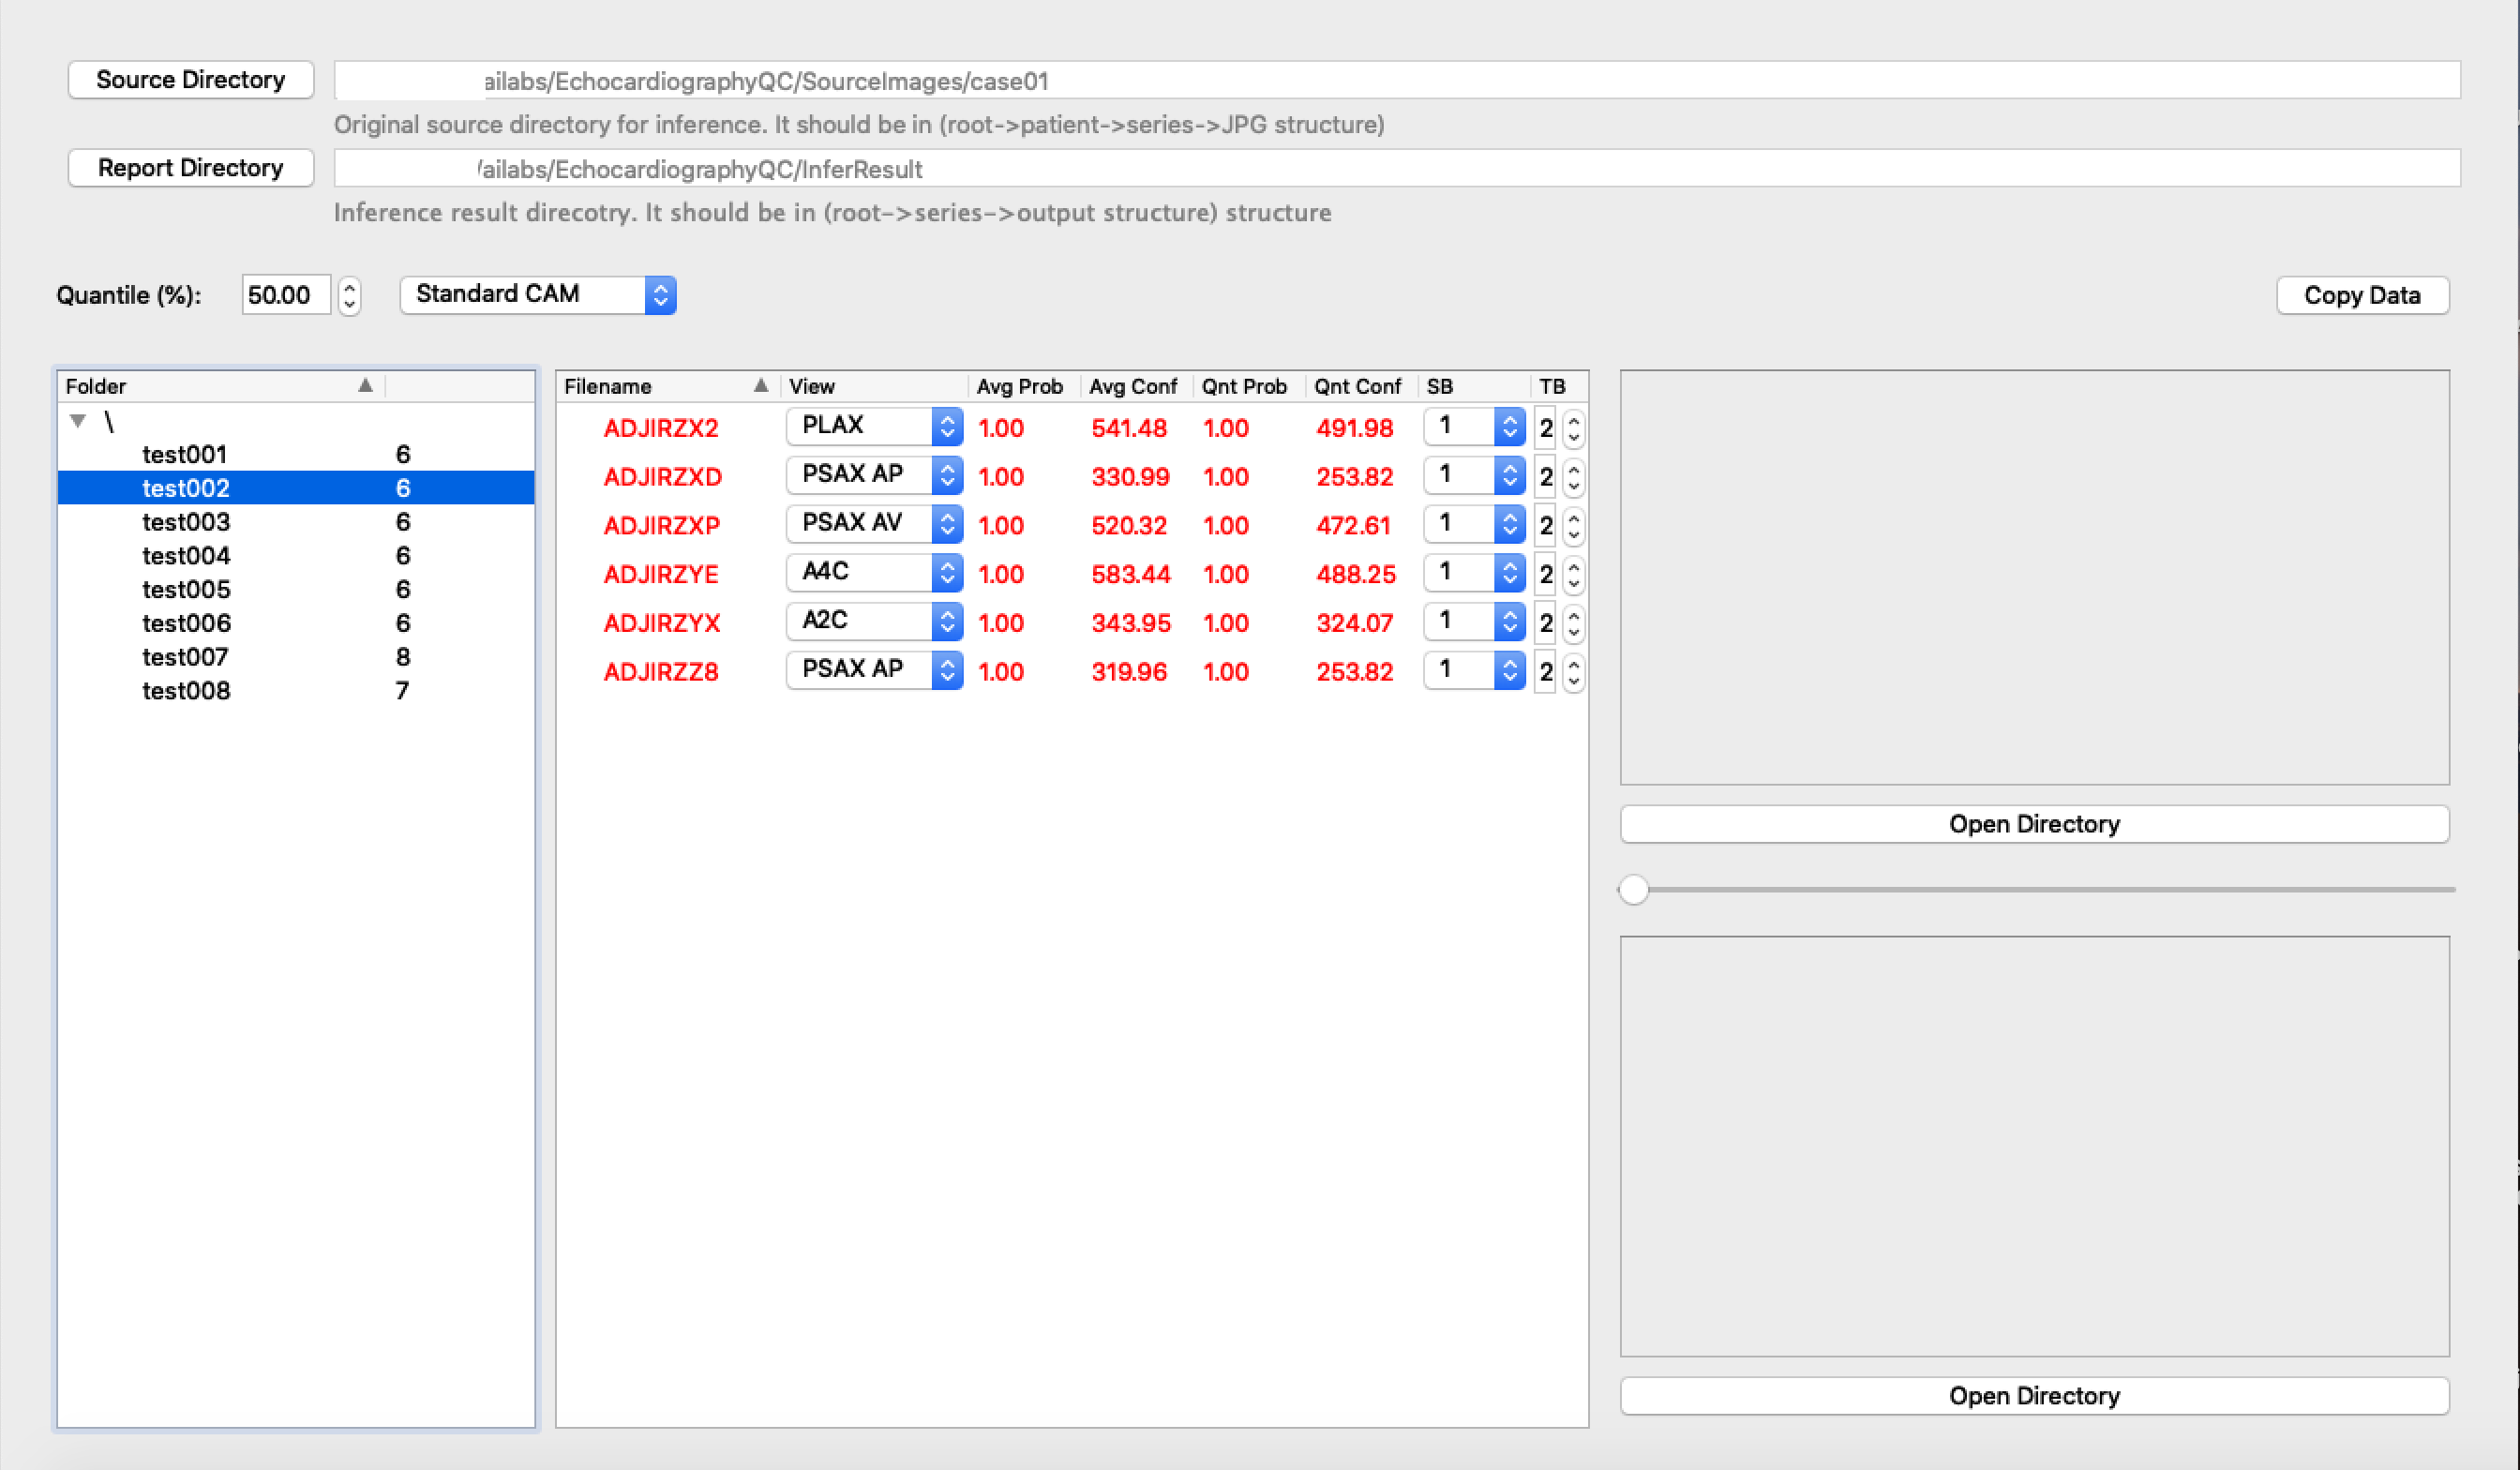 Source Directory ailabs/EchocardiographyQC/SourceImages/case01
Original source directory for inference. It should be in (root->patient->series->JPG structure)
Report Directory /ailabs/EchocardiographyQC/InferResult
Inference result direcotry. It should be in (root->series->output structure) structure
Quantile (%): 50.00 Standard CAM Copy Data
Folder
\
test001 6
test002 6
test003 6
test004 6
test005 6
test006 6
test007 8
test008 7
Filename View Avg Prob Avg Conf Qnt Prob Qnt Conf SB TB
ADJIRZX2 PLAX 1.00 541.48 1.00 491.98 1 2
ADJIRZXD PSAX AP 1.00 330.99 1.00 253.82 1 2
ADJIRZXP PSAX AV 1.00 520.32 1.00 472.61 1 2
ADJIRZYE A4C 1.00 583.44 1.00 488.25 1 2
ADJIRZYX A2C 1.00 343.95 1.00 324.07 1 2
ADJIRZZ8 PSAX AP 1.00 319.96 1.00 253.82 1 2
Open Directory
Open Directory